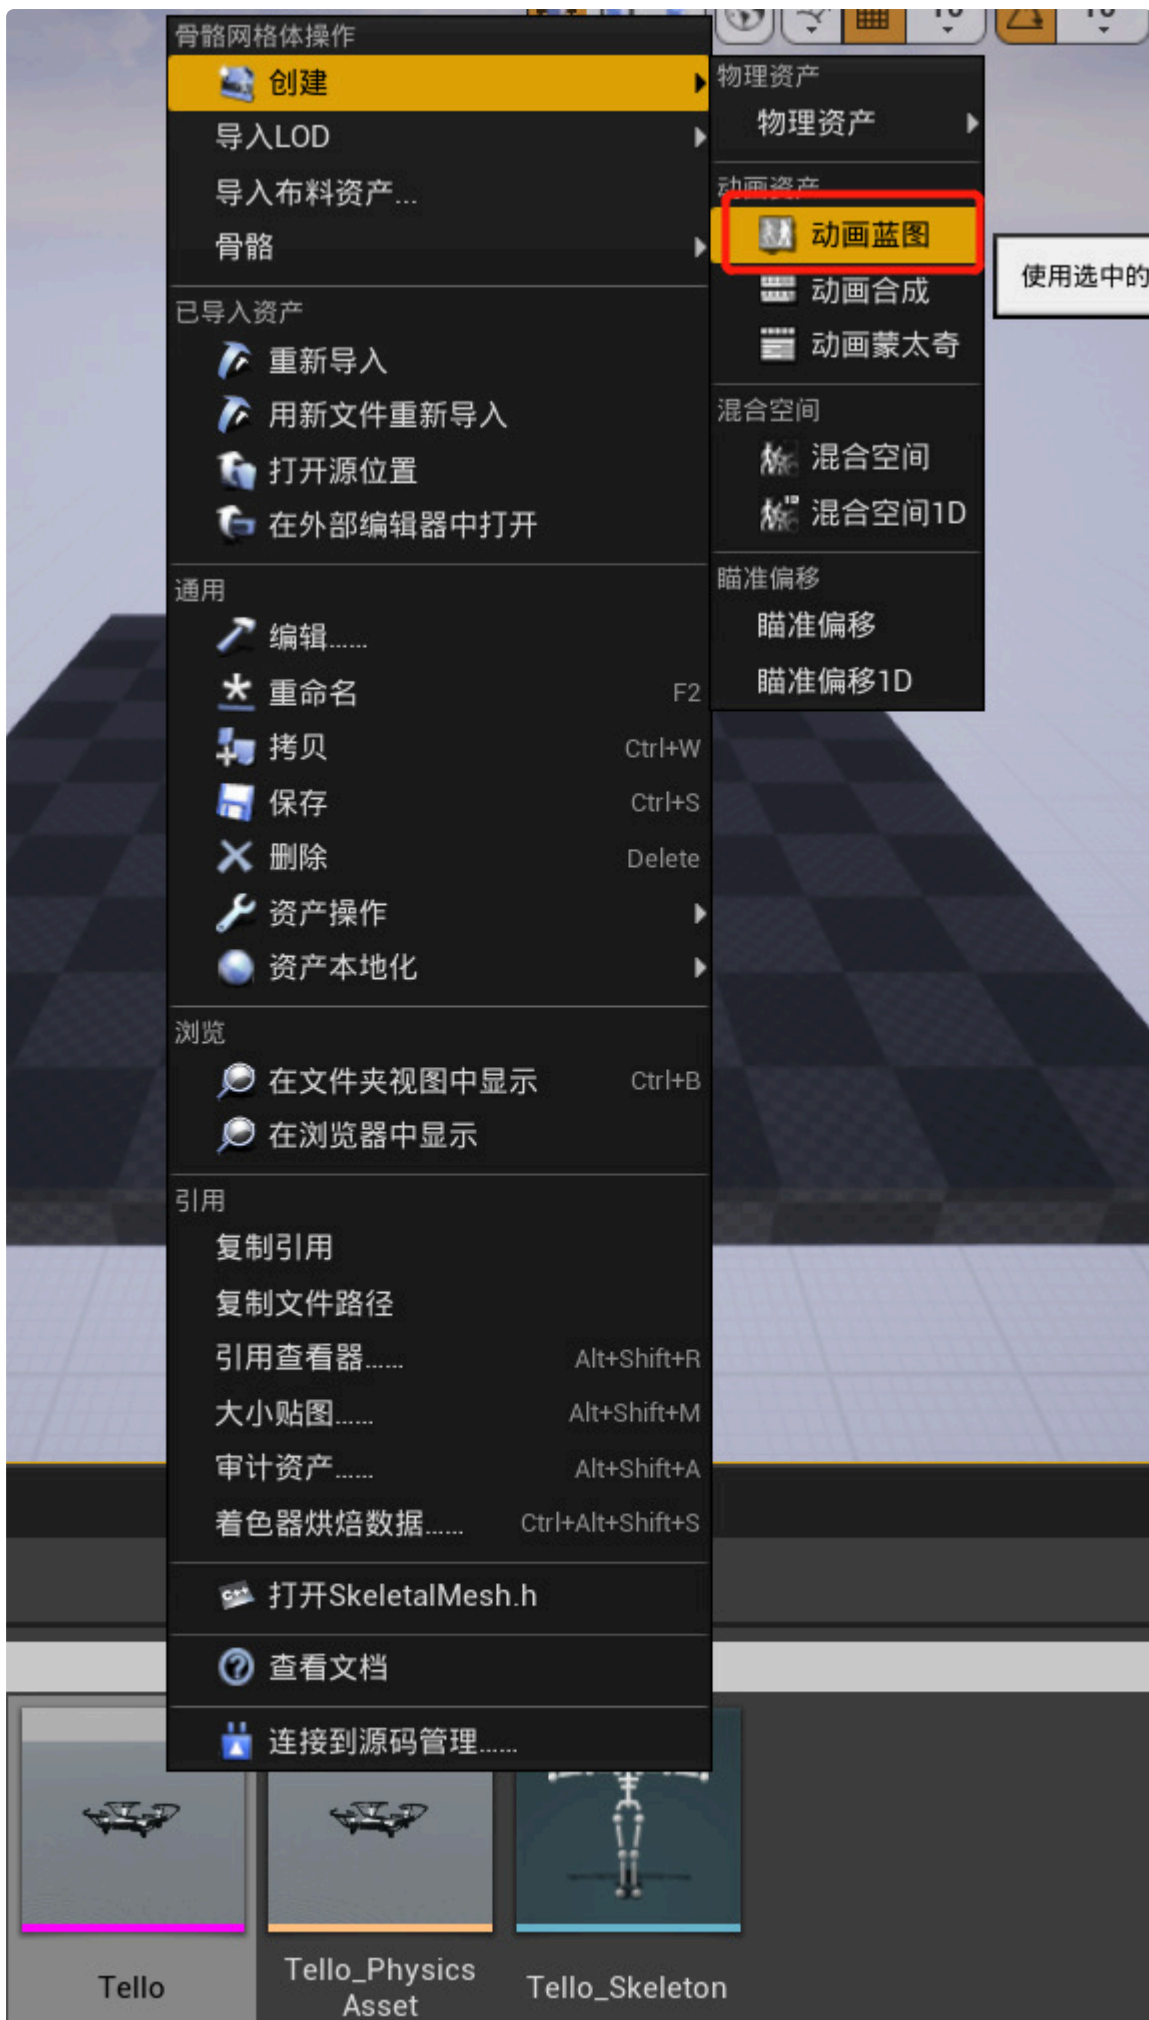 骨骼网格体操作
创建
导入LOD
导入布料资产...
骨骼
已导入资产
重新导入
用新文件重新导入
打开源位置
在外部编辑器中打开
通用
编辑......
重命名 F2
拷贝 Ctrl+W
保存 Ctrl+S
删除 Delete
资产操作
资产本地化
浏览
在文件夹视图中显示 Ctrl+B
在浏览器中显示
引用
复制引用
复制文件路径
引用查看器...... Alt+Shift+R
大小贴图...... Alt+Shift+M
审计资产...... Alt+Shift+A
着色器烘焙数据...... Ctrl+Alt+Shift+S
C++
打开SkeletalMesh.h
查看文档
连接到源码管理......
物理资产
物理资产
动画资产
动画蓝图
动画合成
动画蒙太奇
混合空间
混合空间
混合空间1D
瞄准偏移
瞄准偏移
瞄准偏移1D
使用选中的
Tello
Tello_Physics
Asset
Tello_Skeleton